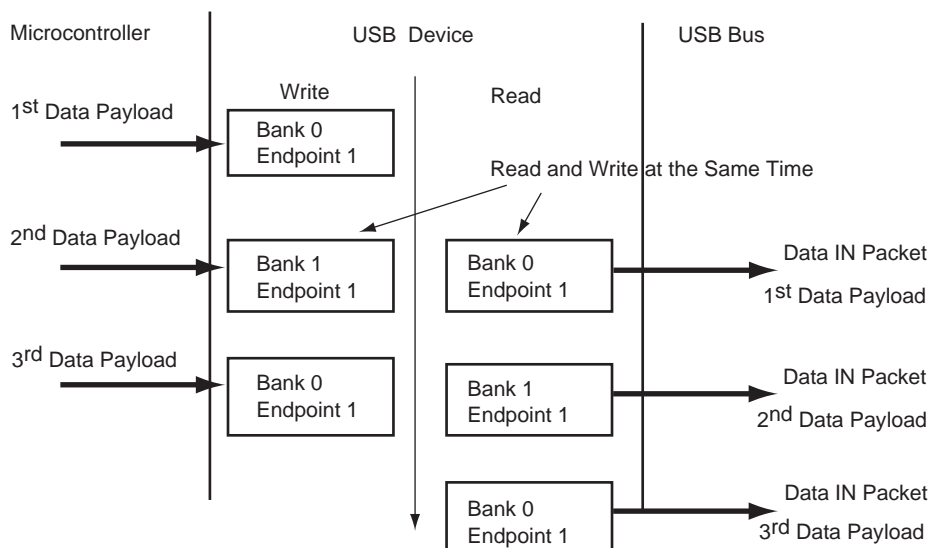 Microcontroller
USB Device
USB Bus
Write
Read
1st Data Payload
Bank 0
Endpoint 1
Read and Write at the Same Time
2nd Data Payload
Bank 1
Endpoint 1
Bank 0
Endpoint 1
Data IN Packet
1st Data Payload
3rd Data Payload
Bank 0
Endpoint 1
Bank 1
Endpoint 1
Data IN Packet
2nd Data Payload
Bank 0
Endpoint 1
Data IN Packet
3rd Data Payload